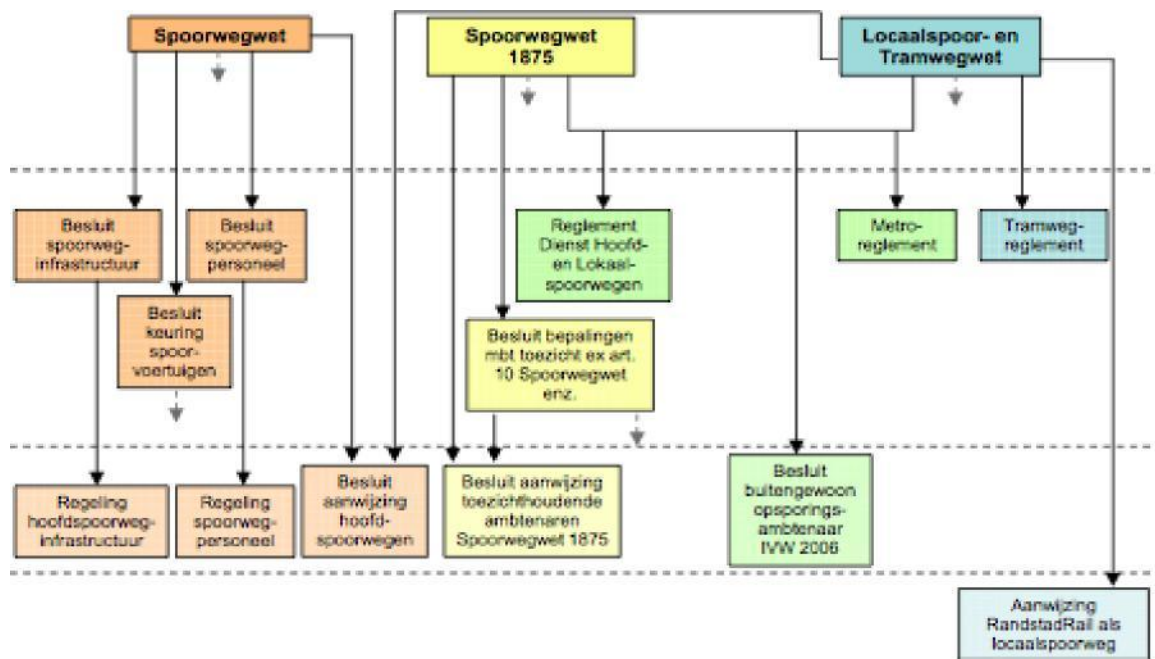 Spoorwegwet
Spoorwegwet
1875
Locaalspoor- en
Tramwegwet
Besluit
spoorweg-
infrastructuur
Besluit
spoorweg-
personeel
Reglement
Dienst Hoofd-
en Lokaal-
spoorwegen
Metro-
reglement
Tramweg-
reglement
Besluit
keuring
spoor-
voertuigen
Besluit bepalingen
mbt toezicht ex art.
10 Spoorwegwet
enz.
Regeling
hoofdspoorweg-
infrastructuur
Regeling
spoorweg-
personeel
Besluit
aanwijzing
hoofd-
spoorwegen
Besluit aanwijzing
toezichthoudende
ambtenaren
Spoorwegwet 1875
Besluit
buitengewoon
opsporings-
ambtenaar
IVW 2006
Aanwijzing
RandstadRail als
locaalspoorweg